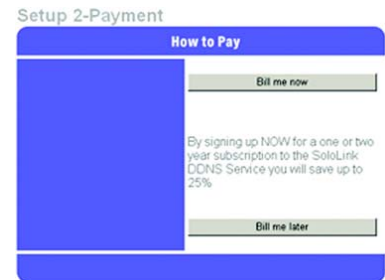 Setup 2-Payment
How to Pay
Bill me now
By signing up NOW for a one or two
year subscription to the SoloLink
DDNS Service you will save up to
25%
Bill me later